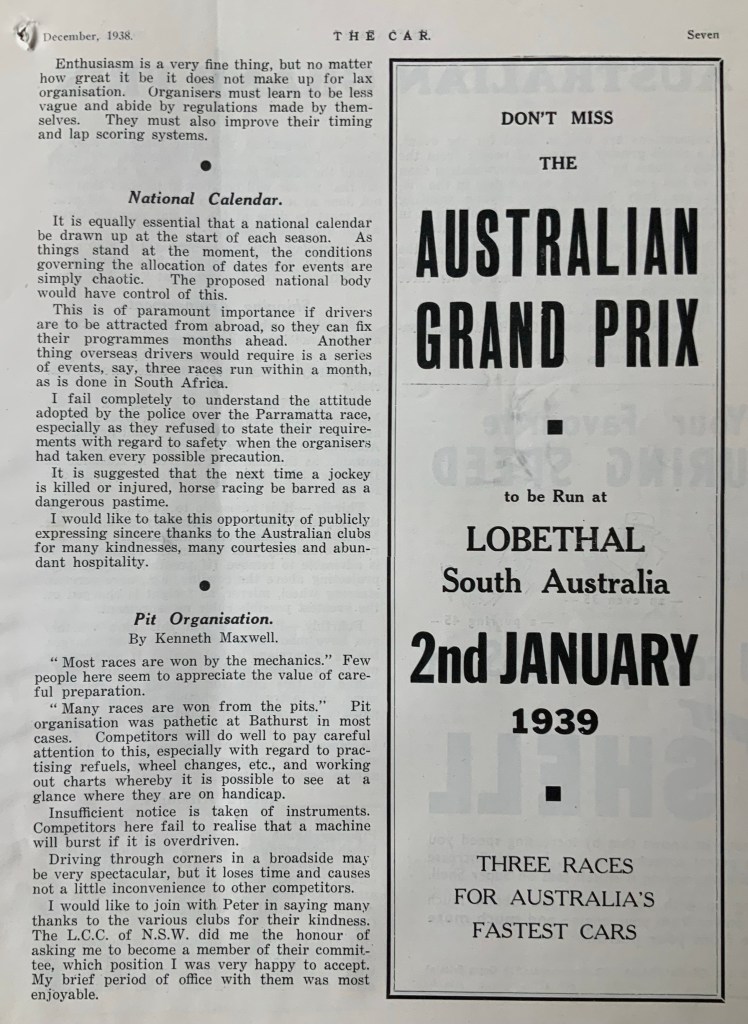 December, 1938.
THE CAR.
Seven
Enthusiasm is a very fine thing, but no matter
how great it be it does not make up for lax
organisation. Organisers must learn to be less
vague and abide by regulations made by them-
selves. They must also improve their timing
and lap scoring systems.
National Calendar.
It is equally essential that a national calendar
be drawn up at the start of each season. As
things stand at the moment, the conditions
governing the allocation of dates for events are
simply chaotic. The proposed national body
would have control of this.
This is of paramount importance if drivers
are to be attracted from abroad, so they can fix
their programmes months ahead. Another
thing overseas drivers would require is a series
of events, say, three races run within a month,
as is done in South Africa.
I fail completely to understand the attitude
adopted by the police over the Parramatta race,
especially as they refused to state their require-
ments with regard to safety when the organisers
had taken every possible precaution.
It is suggested that the next time a jockey
is killed or injured, horse racing be barred as a
dangerous pastime.
I would like to take this opportunity of publicly
expressing sincere thanks to the Australian clubs
for many kindnesses, many courtesies and abun-
dant hospitality.
Pit Organisation.
By Kenneth Maxwell.
" Most races are won by the mechanics." Few
people here seem to appreciate the value of care-
ful preparation.
" Many races are won from the pits." Pit
organisation was pathetic at Bathurst in most
cases. Competitors will do well to pay careful
attention to this, especially with regard to prac-
tising refuels, wheel changes, etc., and working
out charts whereby it is possible to see at a
glance where they are on handicap.
Insufficient notice is taken of instruments.
Competitors here fail to realise that a machine
will burst if it is overdriven.
Driving through corners in a broadside may
be very spectacular, but it loses time and causes
not a little inconvenience to other competitors.
I would like to join with Peter in saying many
thanks to the various clubs for their kindness.
The L.C.C. of N.S.W. did me the honour of
asking me to become a member of their commit-
tee, which position I was very happy to accept.
My brief period of office with them was most
enjoyable.
DON'T MISS
THE
AUSTRALIAN
GRAND PRIX
to be Run at
LOBETHAL
South Australia
2nd JANUARY
1939
THREE RACES
FOR AUSTRALIA'S
FASTEST CARS